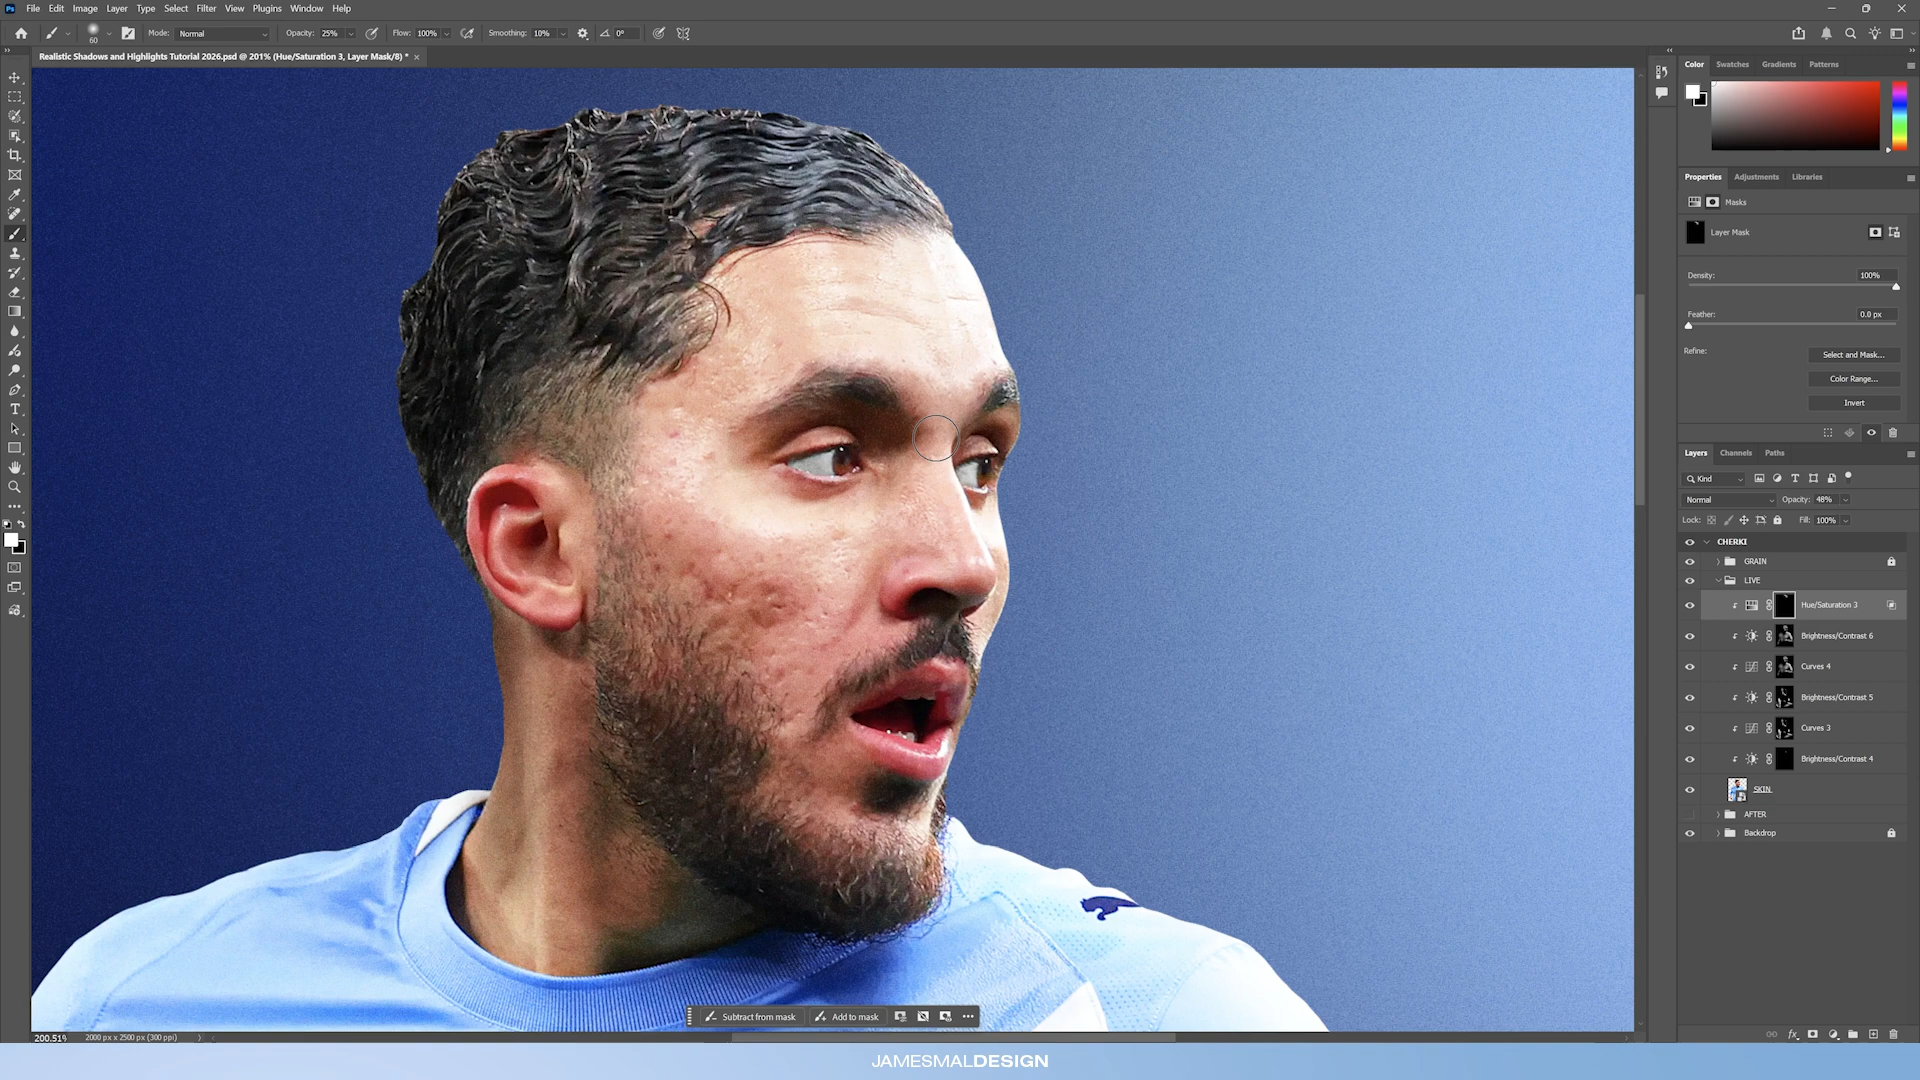 File Edit Image Layer Type Select Filter View Plugins Window Help
60 Mode: Normal Opacity: 25% Flow: 100% Smoothing: 10% 0°
Realistic Shadows and Highlights Tutorial 2026.psd @ 201% (Hue/Saturation 3, Layer Mask/8) *
Color Swatches Gradients Patterns
Properties Adjustments Libraries
Masks
Layer Mask
Density: 100%
Feather: 0.0 px
Refine:
Select and Mask...
Color Range...
Invert
Layers Channels Paths
Kind
Normal Opacity: 48%
Lock: Fill: 100%
CHERKI
GRAIN
LIVE
Hue/Saturation 3
Brightness/Contrast 6
Curves 4
Brightness/Contrast 5
Curves 3
Brightness/Contrast 4
SKIN
AFTER
Backdrop
Subtract from mask Add to mask
200.51% 2000 px x 2500 px (300 ppi)
JAMESMALDESIGN